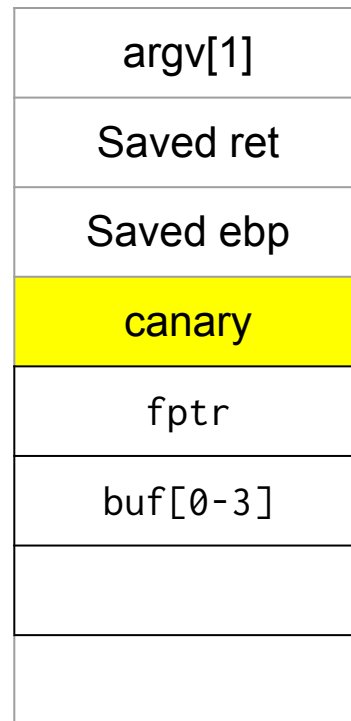 argv[1]
Saved ret
Saved ebp
canary
fptr
buf[0-3]